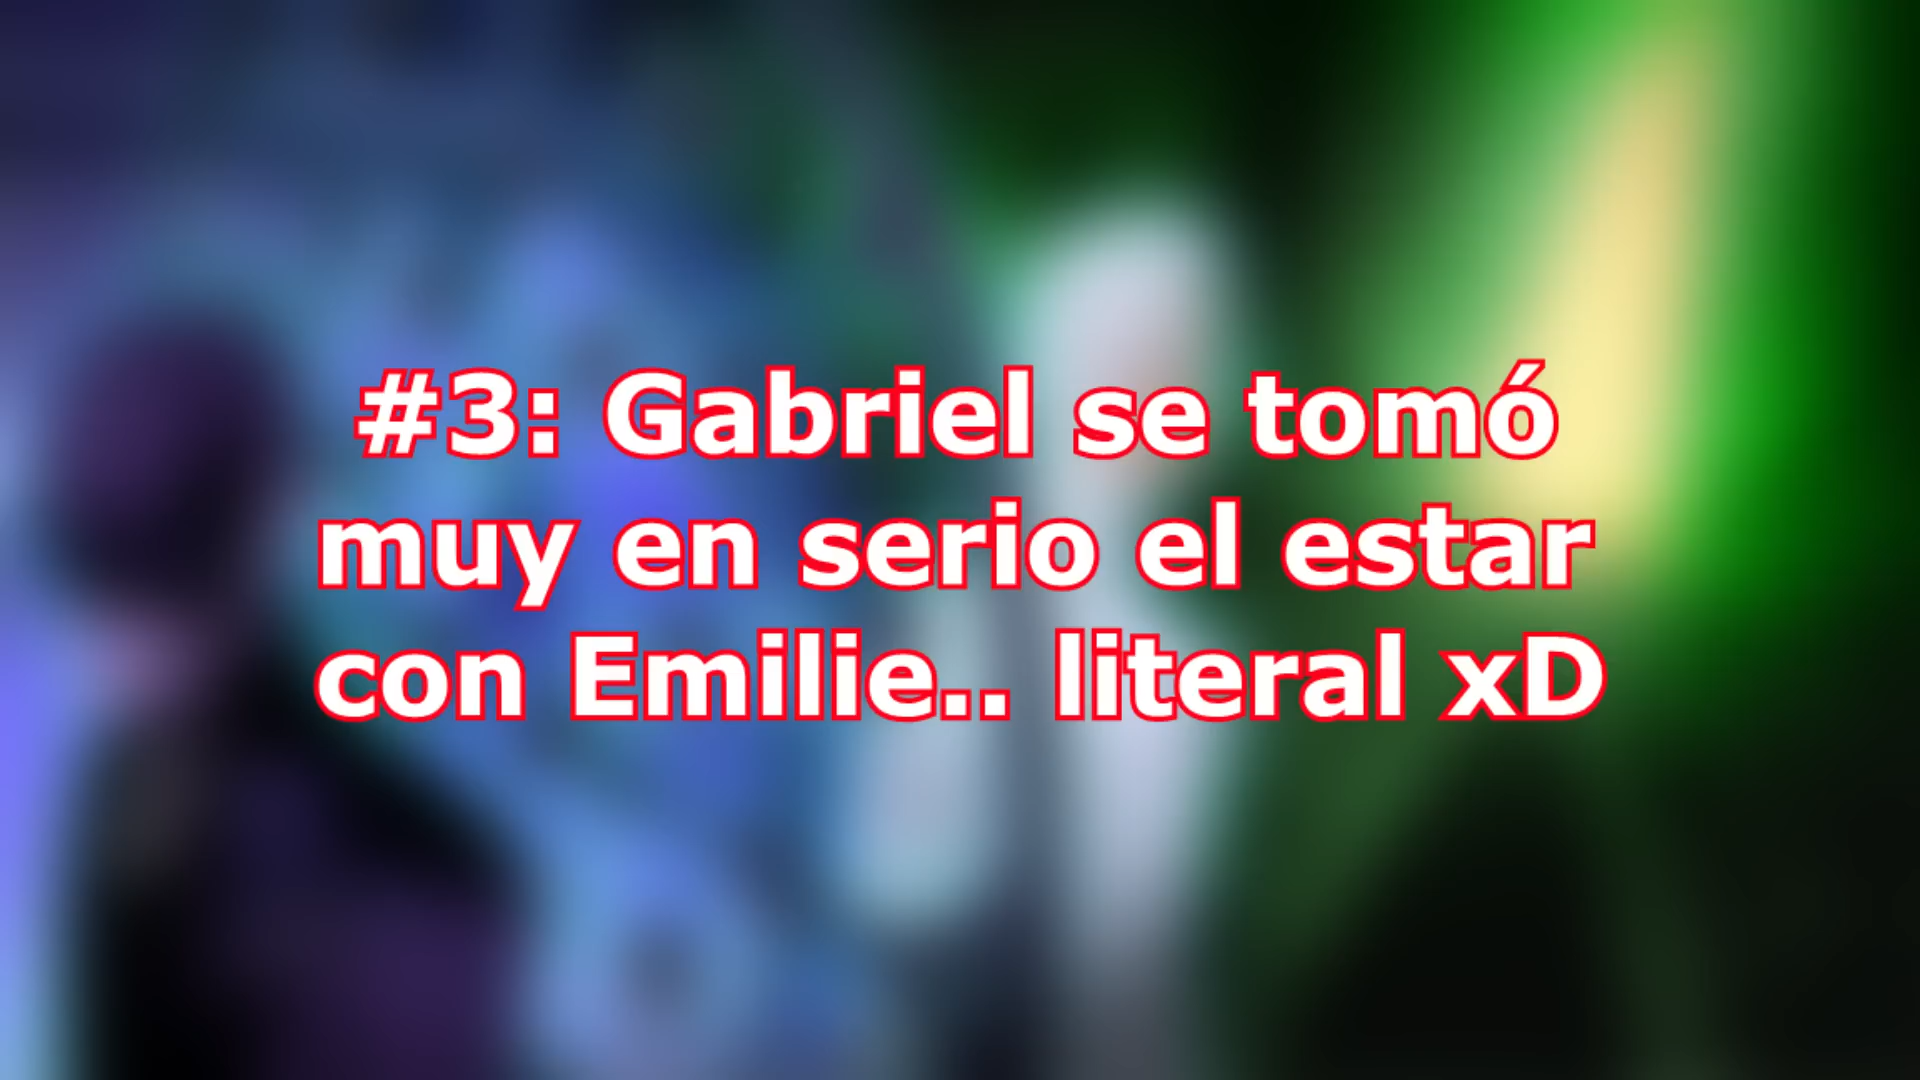 #3: Gabriel se tomó
muy en serio el estar
con Emilie.. literal xD